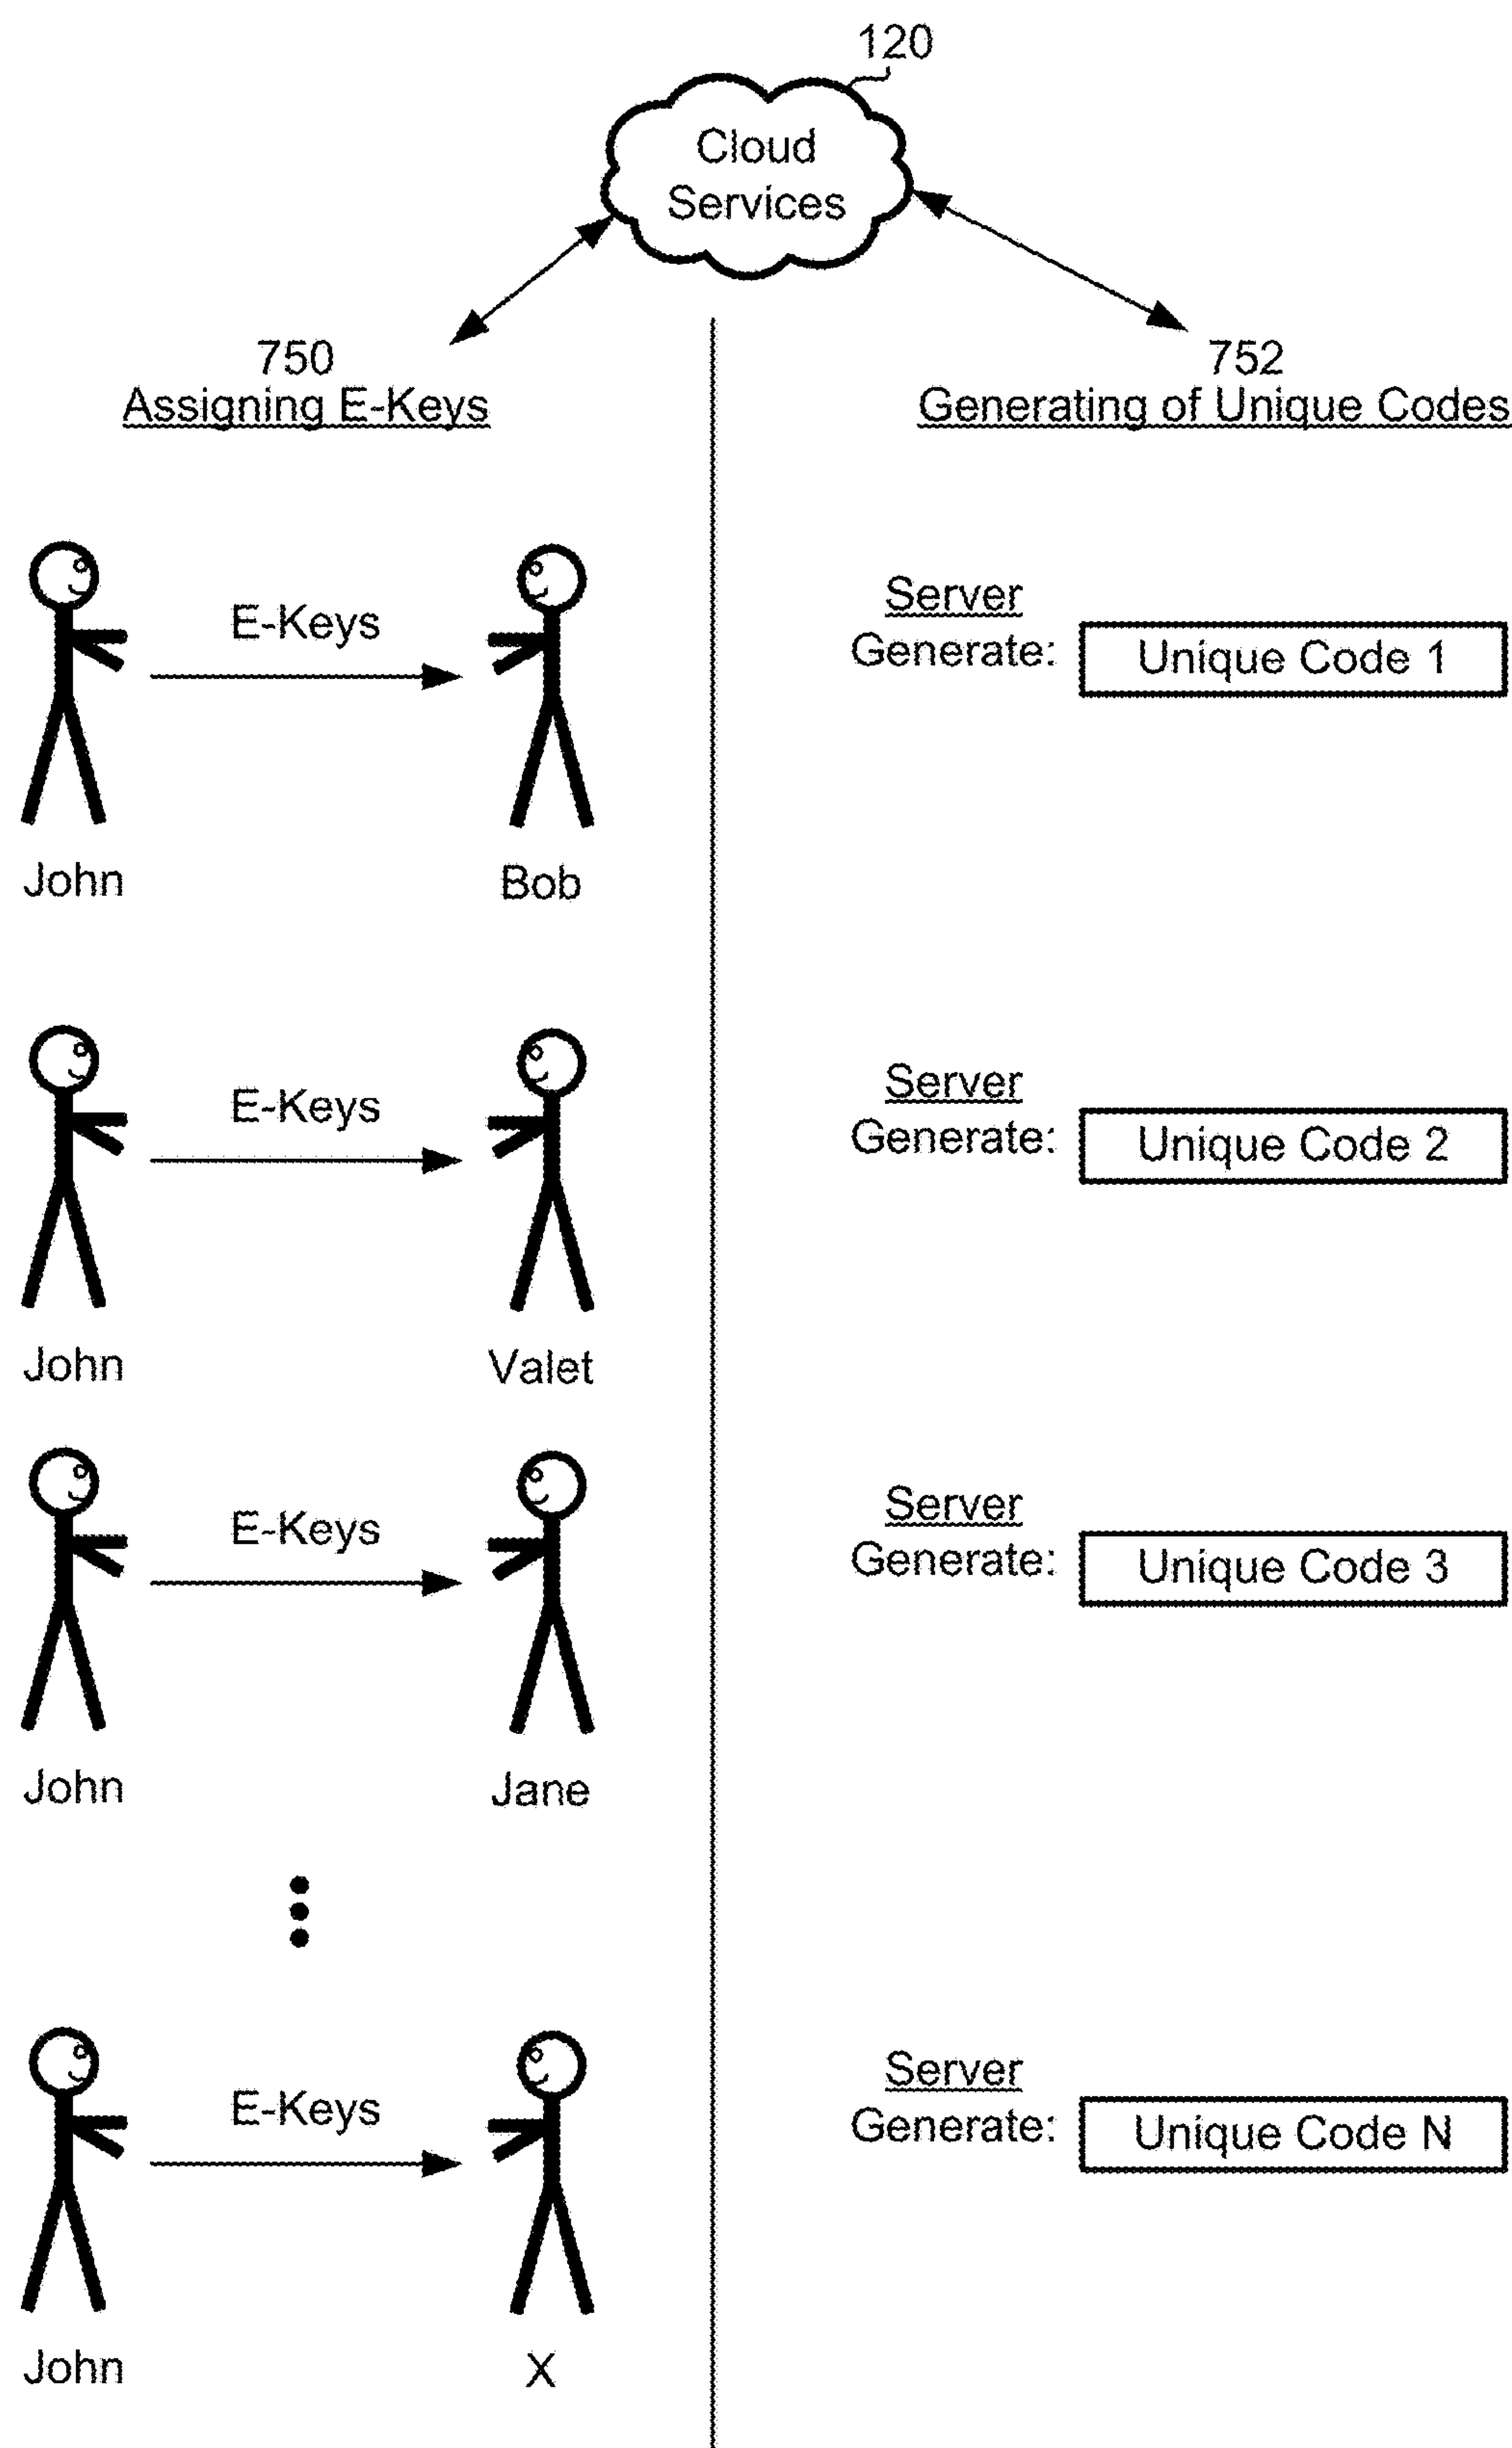 120
Cloud
Services
750
Assigning E-Keys
752
Generating of Unique Codes
E-Keys
John
Bob
Server
Generate:
Unique Code 1
E-Keys
John
Valet
Server
Generate:
Unique Code 2
E-Keys
John
Jane
Server
Generate:
Unique Code 3
E-Keys
John
X
Server
Generate:
Unique Code N